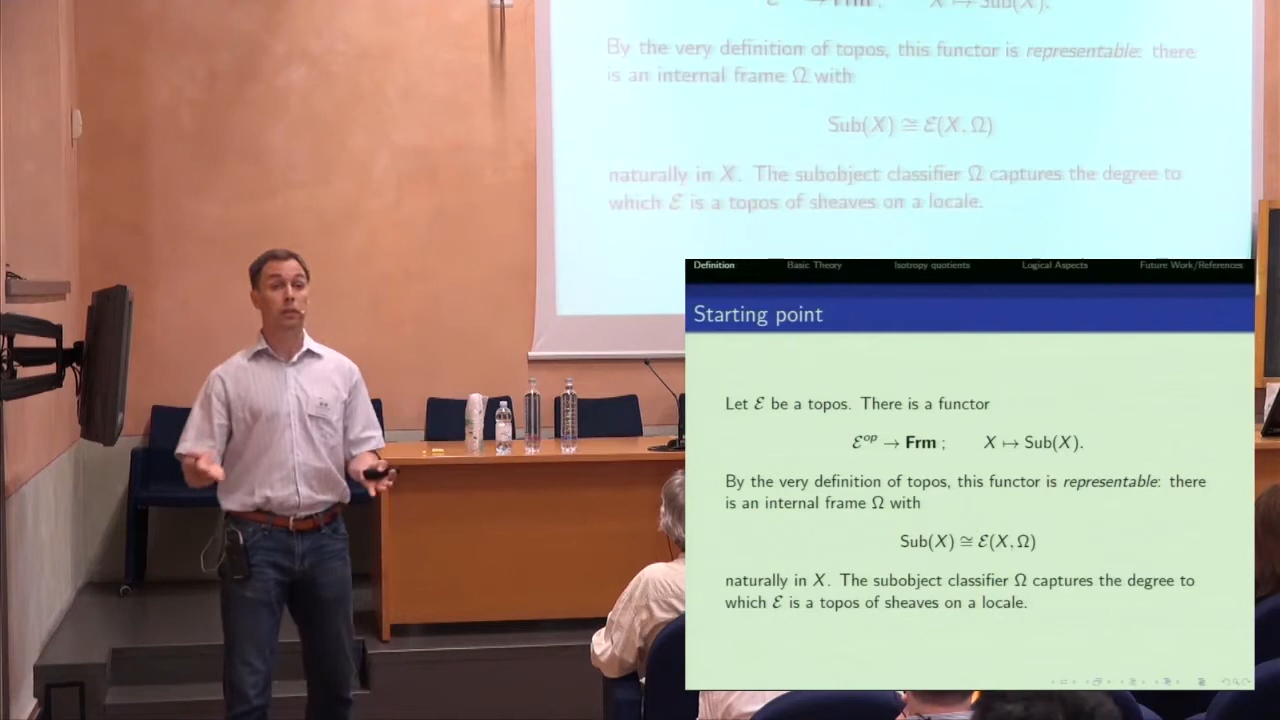 Ɛ → Frm ; X ↦ Sub(X).
By the very definition of topos, this functor is representable: there
is an internal frame Ω with
Sub(X) ≅ Ɛ(X, Ω)
naturally in X. The subobject classifier Ω captures the degree to
which Ɛ is a topos of sheaves on a locale.
Definition Basic Theory Isotropy quotients Logical Aspects Future Work/References
Starting point
Let Ɛ be a topos. There is a functor
Ɛᵒᵖ → Frm ; X ↦ Sub(X).
By the very definition of topos, this functor is representable: there
is an internal frame Ω with
Sub(X) ≅ Ɛ(X, Ω)
naturally in X. The subobject classifier Ω captures the degree to
which Ɛ is a topos of sheaves on a locale.